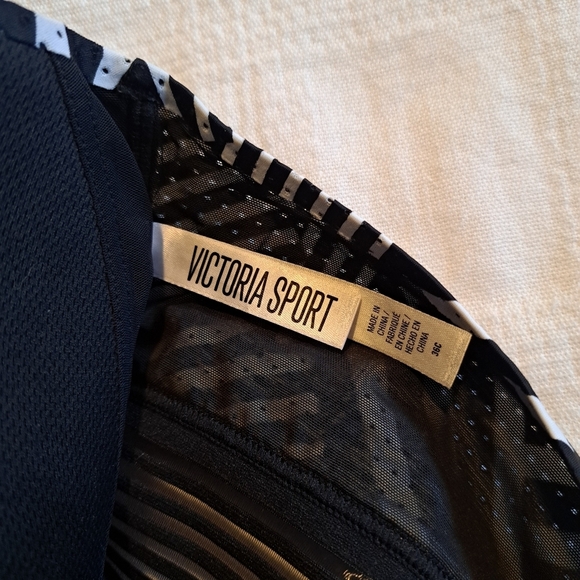 VICTORIA SPORT
MADE IN
CHINA /
FABRIQUÉ
EN CHINE /
HECHO EN
CHINA
36C